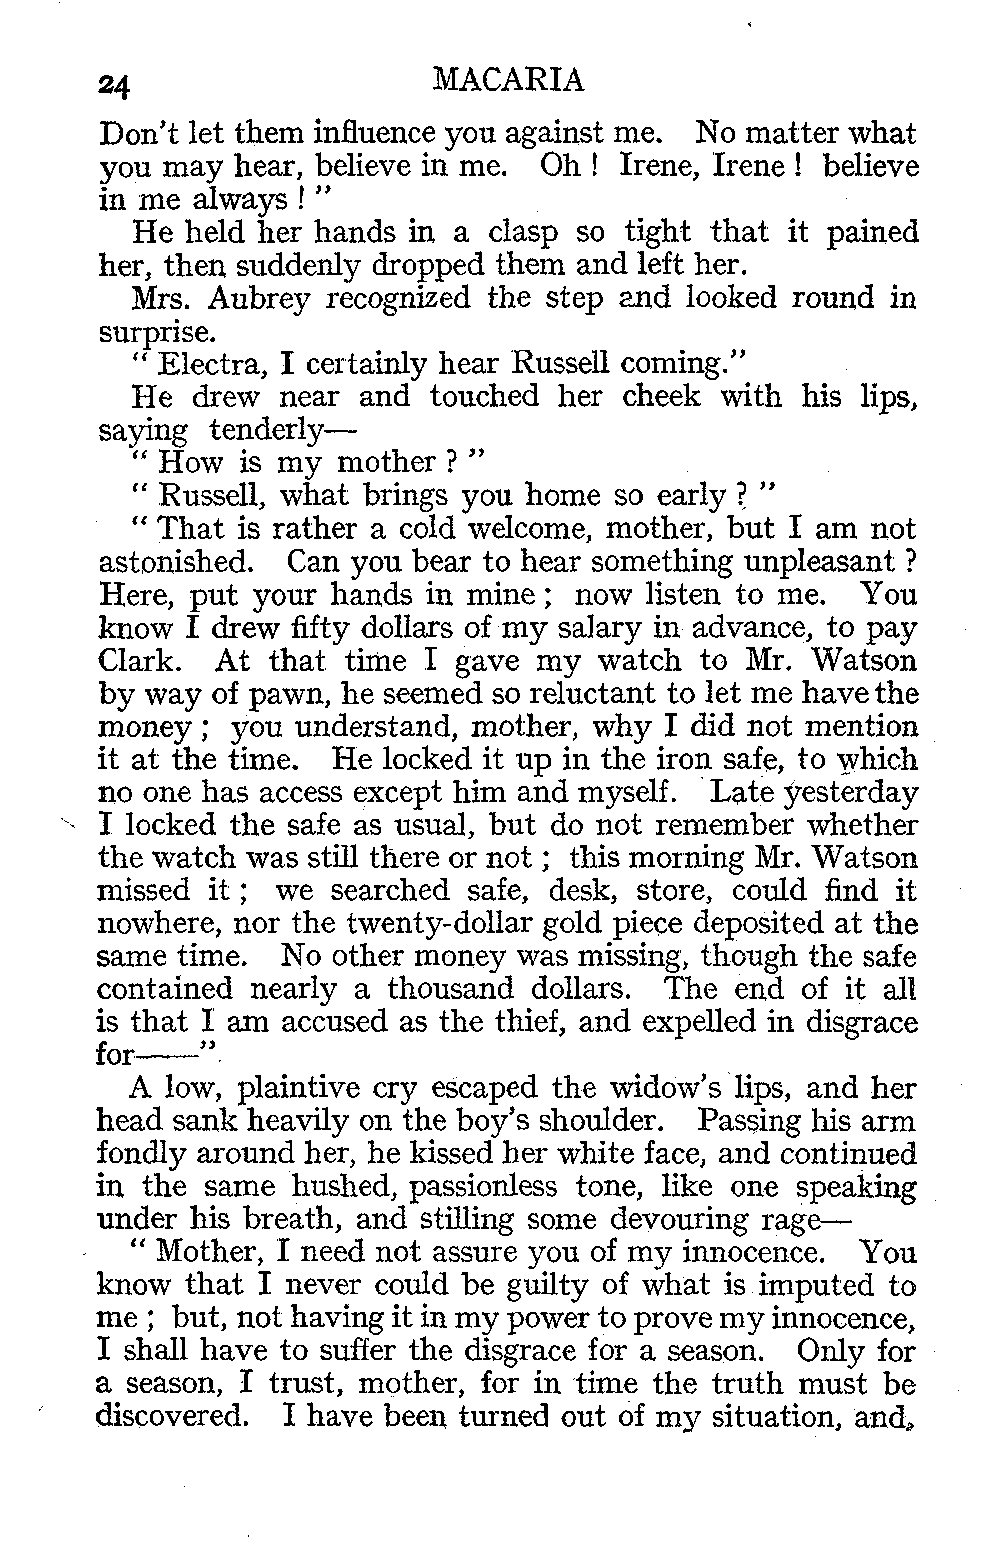 24 MACARIA
Don't let them influence you against me. No matter what
you may hear, believe in me. Oh ! Irene, Irene ! believe
in me always ! "
He held her hands in a clasp so tight that it pained
her, then suddenly dropped them and left her.
Mrs. Aubrey recognized the step and looked round in
surprise.
" Electra, I certainly hear Russell coming."
He drew near and touched her cheek with his lips,
saying tenderly—
" How is my mother ? "
" Russell, what brings you home so early ? "
" That is rather a cold welcome, mother, but I am not
astonished. Can you bear to hear something unpleasant ?
Here, put your hands in mine ; now listen to me. You
know I drew fifty dollars of my salary in advance, to pay
Clark. At that time I gave my watch to Mr. Watson
by way of pawn, he seemed so reluctant to let me have the
money ; you understand, mother, why I did not mention
it at the time. He locked it up in the iron safe, to which
no one has access except him and myself. Late yesterday
I locked the safe as usual, but do not remember whether
the watch was still there or not ; this morning Mr. Watson
missed it ; we searched safe, desk, store, could find it
nowhere, nor the twenty-dollar gold piece deposited at the
same time. No other money was missing, though the safe
contained nearly a thousand dollars. The end of it all
is that I am accused as the thief, and expelled in disgrace
for——"
A low, plaintive cry escaped the widow's lips, and her
head sank heavily on the boy's shoulder. Passing his arm
fondly around her, he kissed her white face, and continued
in the same hushed, passionless tone, like one speaking
under his breath, and stilling some devouring rage—
" Mother, I need not assure you of my innocence. You
know that I never could be guilty of what is imputed to
me ; but, not having it in my power to prove my innocence,
I shall have to suffer the disgrace for a season. Only for
a season, I trust, mother, for in time the truth must be
discovered. I have been turned out of my situation, and,